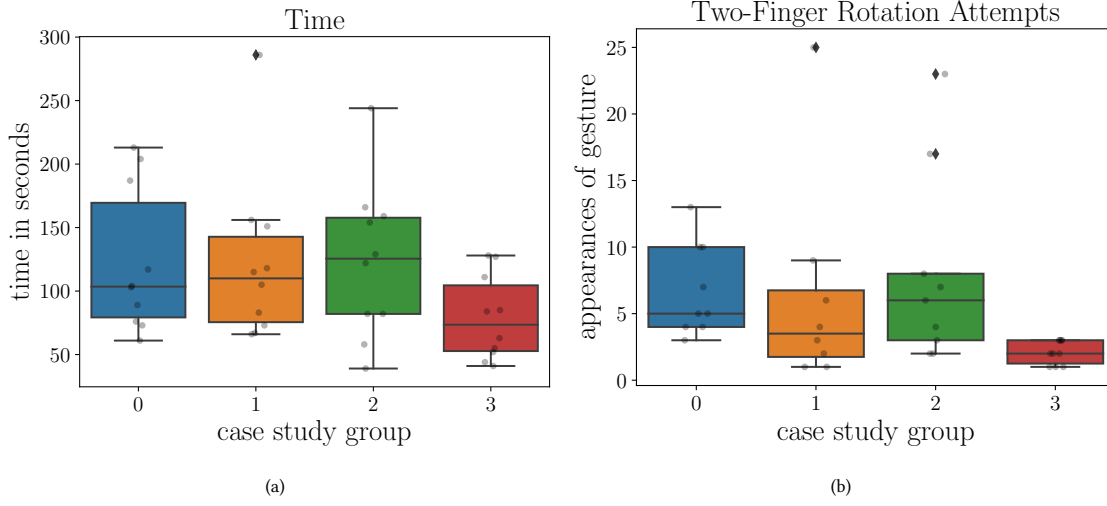 Time
300
250
200
150
100
50
time in seconds
0 1 2 3
case study group
(a)
Two-Finger Rotation Attempts
25
20
15
10
5
0
appearances of gesture
0 1 2 3
case study group
(b)